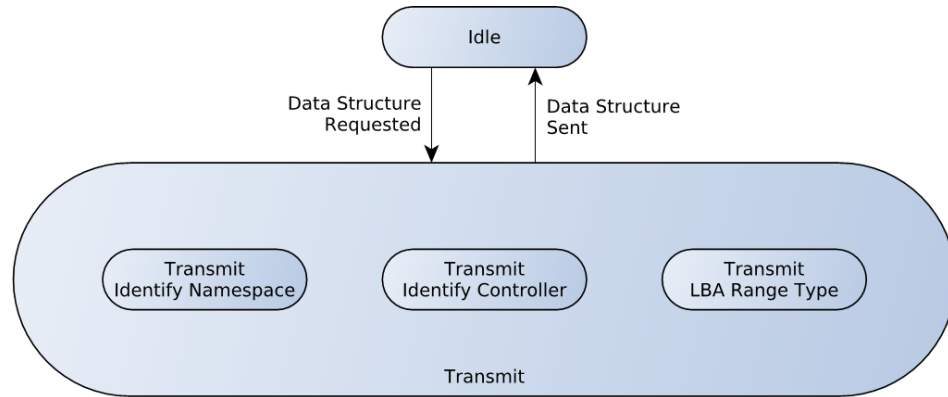 Idle
Data Structure
Requested
Data Structure
Sent
Transmit
Identify Namespace
Transmit
Identify Controller
Transmit
LBA Range Type
Transmit